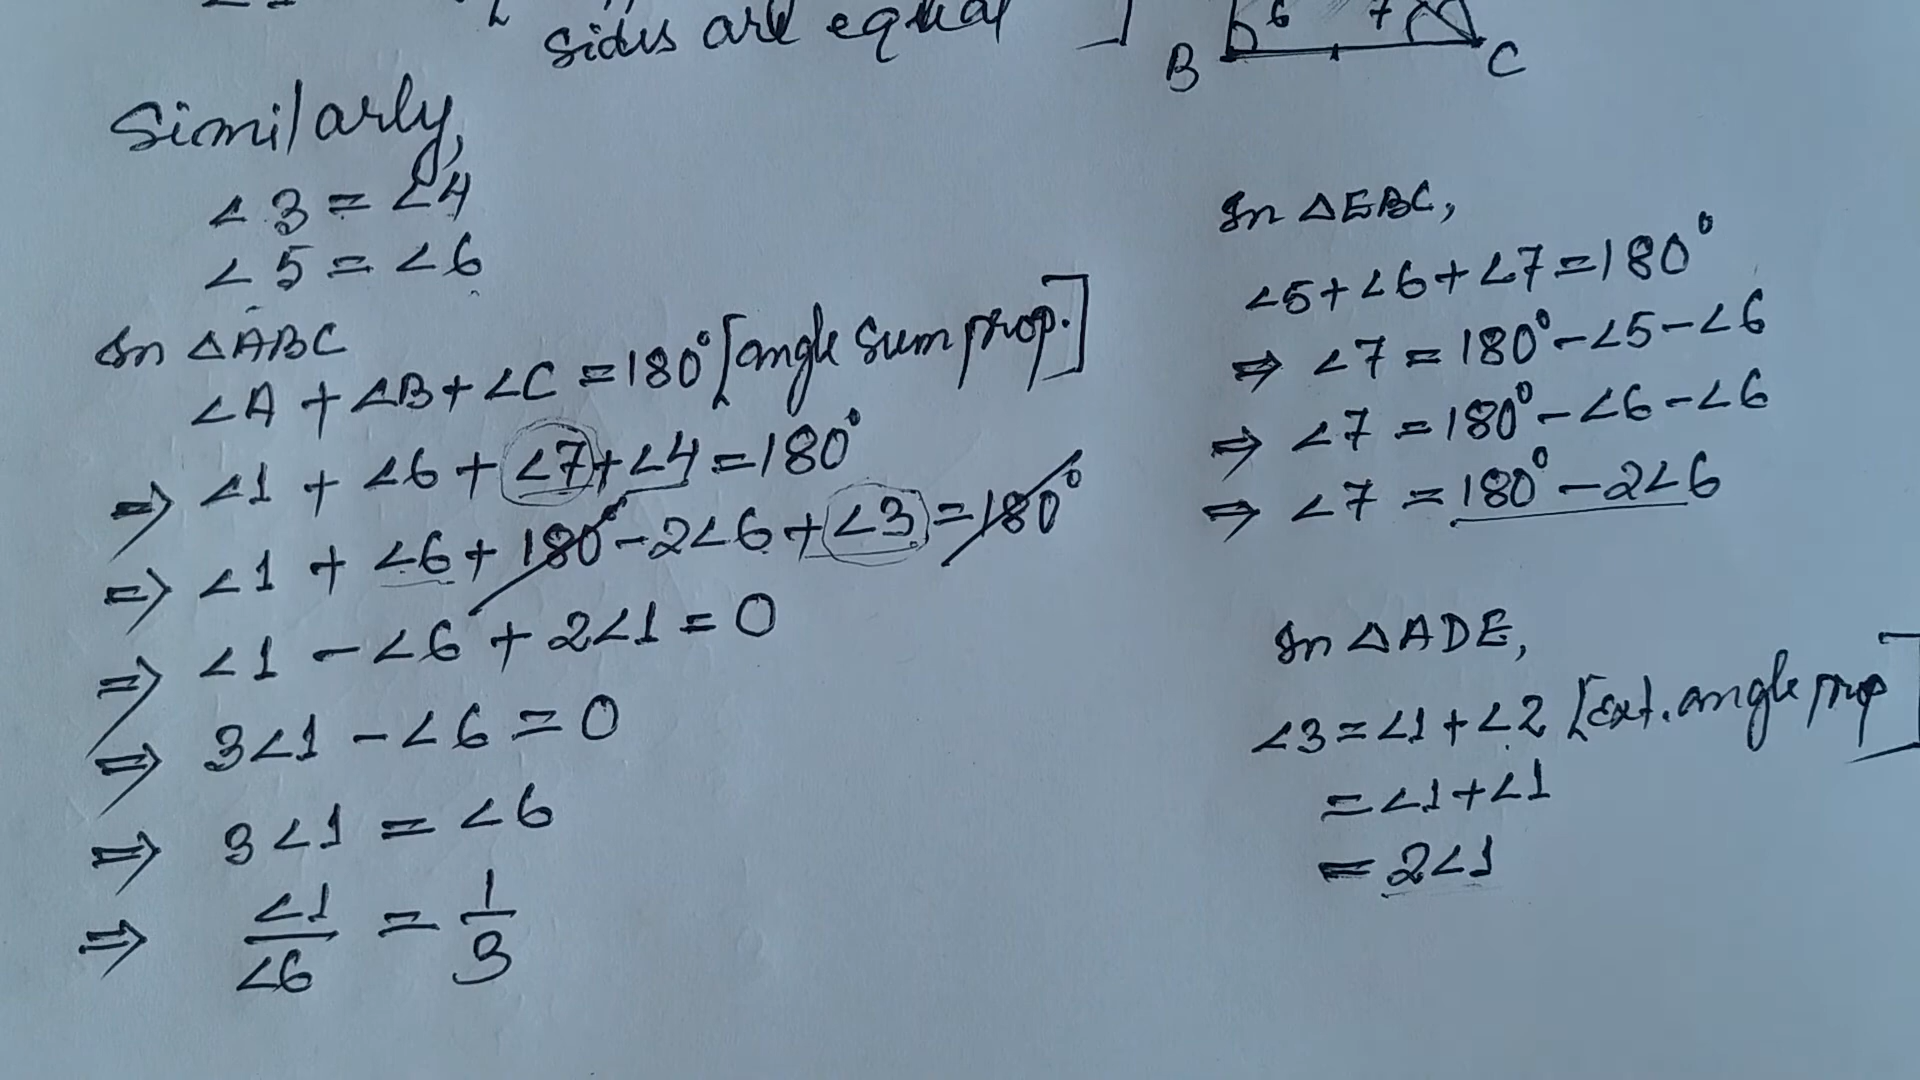 sides are equal ]
6 7
B C
Similarly,
∠3 = ∠4
∠5 = ∠6
In △ABC
∠A + ∠B + ∠C = 180° [angle sum prop.]
⇒ ∠1 + ∠6 + ∠7 + ∠4 = 180°
⇒ ∠1 + ∠6 + 180° - 2∠6 + ∠3 = 180°
⇒ ∠1 - ∠6 + 2∠1 = 0
⇒ 3∠1 - ∠6 = 0
⇒ 3∠1 = ∠6
⇒ ∠1/∠6 = 1/3
In △EBC,
∠5 + ∠6 + ∠7 = 180°
⇒ ∠7 = 180° - ∠5 - ∠6
⇒ ∠7 = 180° - ∠6 - ∠6
⇒ ∠7 = 180° - 2∠6
In △ADE,
∠3 = ∠1 + ∠2 [Ext. angle prop]
= ∠1 + ∠1
= 2∠1